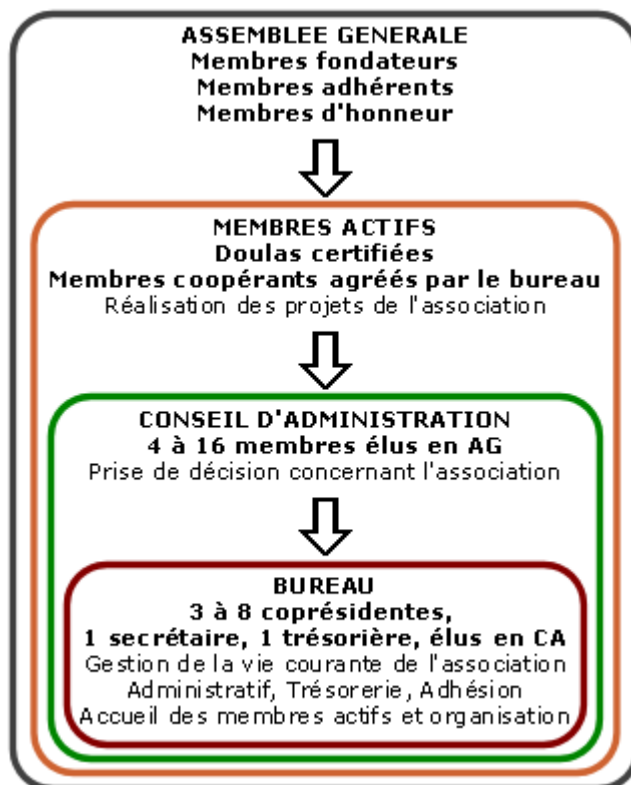 ASSEMBLEE GENERALE
Membres fondateurs
Membres adhérents
Membres d'honneur
MEMBRES ACTIFS
Doulas certifiées
Membres coopérants agréés par le bureau
Réalisation des projets de l'association
CONSEIL D'ADMINISTRATION
4 à 16 membres élus en AG
Prise de décision concernant l'association
BUREAU
3 à 8 coprésidentes,
1 secrétaire, 1 trésorière, élus en CA
Gestion de la vie courante de l'association
Administratif, Trésorerie, Adhésion
Accueil des membres actifs et organisation